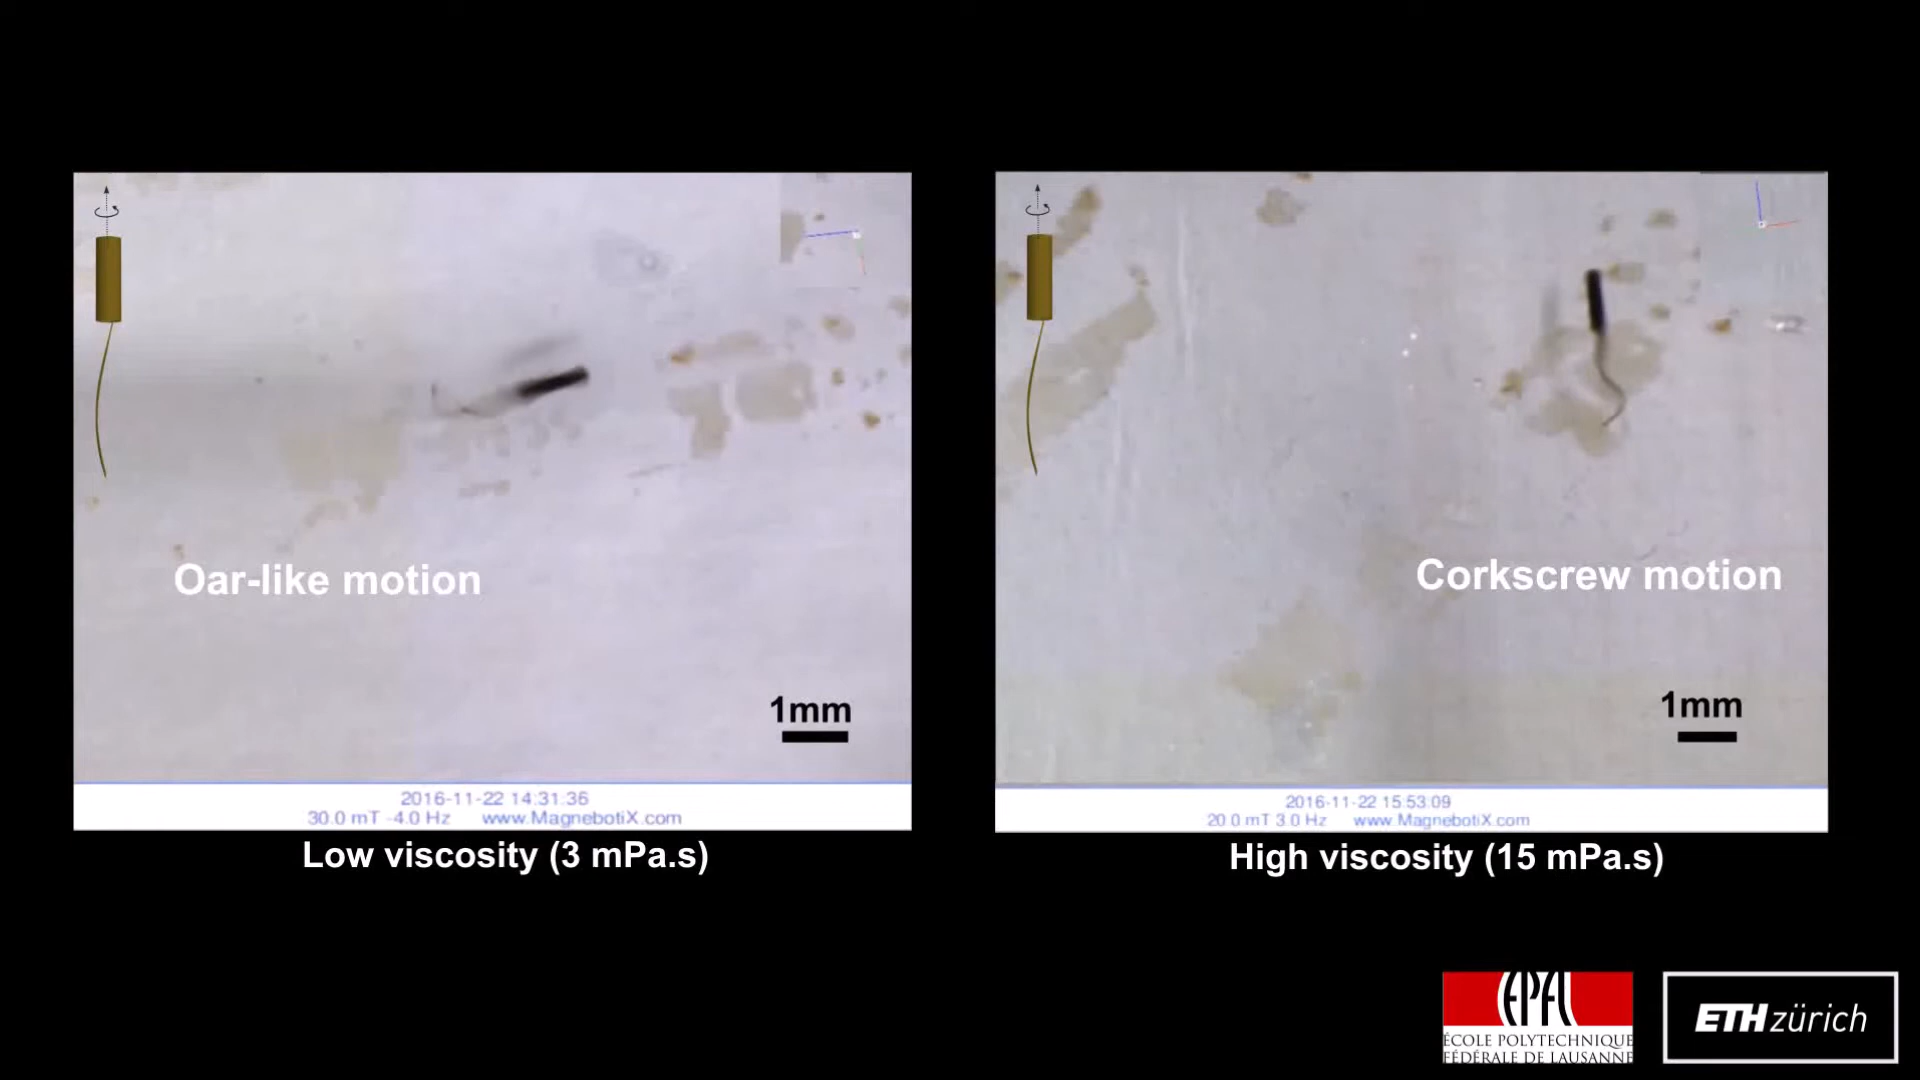 Oar-like motion
1mm
2016-11-22 14:31:36
30.0 mT -4.0 Hz www.MagnebotiX.com
Low viscosity (3 mPa.s)
Corkscrew motion
1mm
2016-11-22 15:53:09
20.0 mT 3.0 Hz www.MagnebotiX.com
High viscosity (15 mPa.s)
EPFL
ÉCOLE POLYTECHNIQUE
FÉDÉRALE DE LAUSANNE
ETH zürich